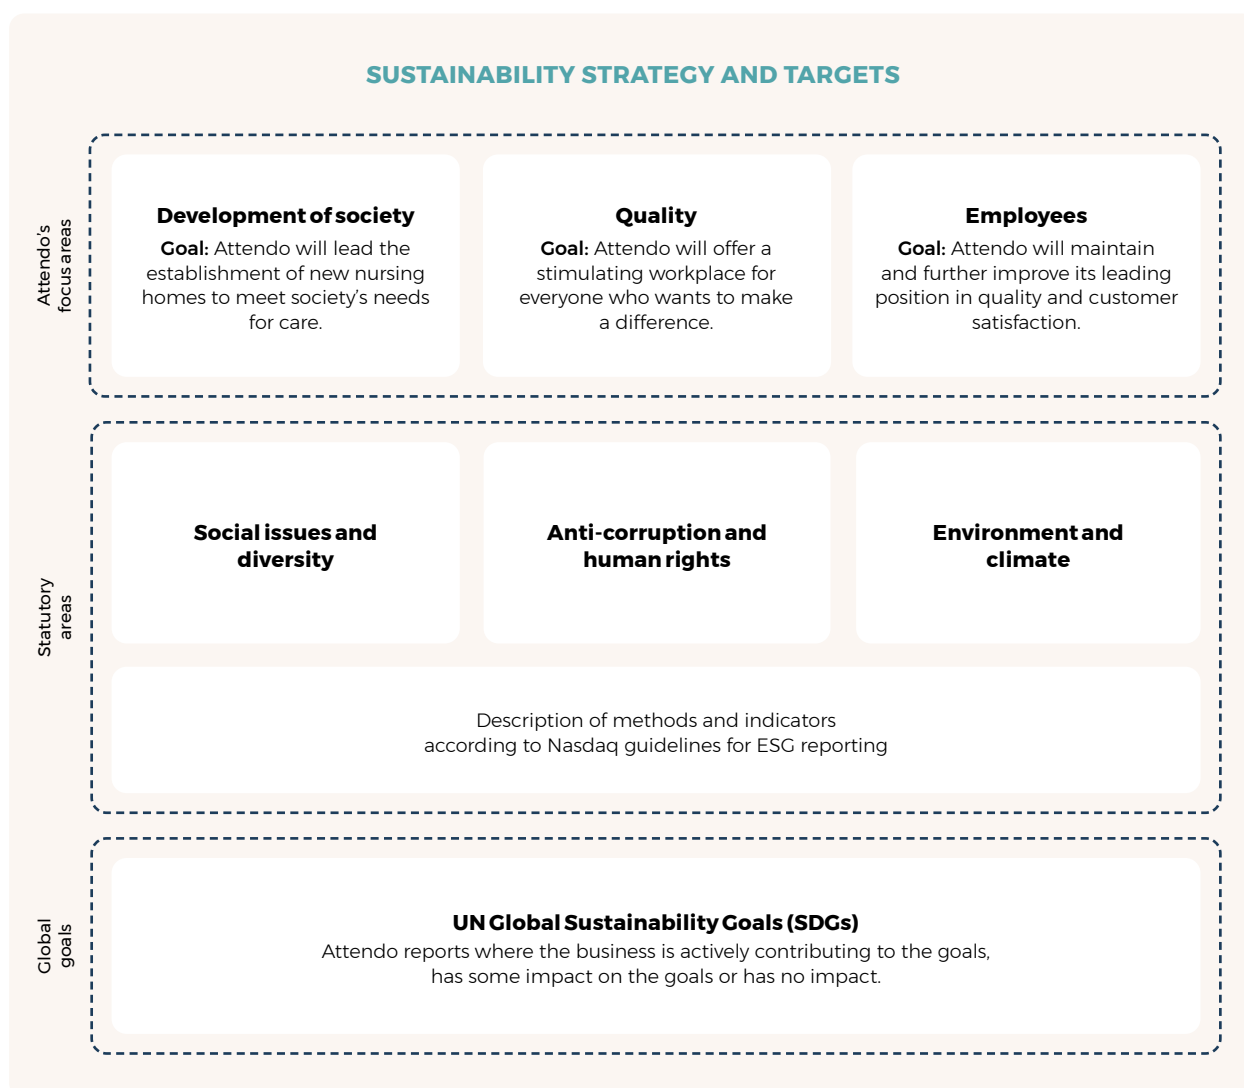 SUSTAINABILITY STRATEGY AND TARGETS
Attendo's
focus areas
Development of society
Goal: Attendo will lead the
establishment of new nursing
homes to meet society's needs
for care.
Quality
Goal: Attendo will offer a
stimulating workplace for
everyone who wants to make
a difference.
Employees
Goal: Attendo will maintain
and further improve its leading
position in quality and customer
satisfaction.
Statutory
areas
Social issues and
diversity
Anti-corruption and
human rights
Environment and
climate
Description of methods and indicators
according to Nasdaq guidelines for ESG reporting
Global
goals
UN Global Sustainability Goals (SDGs)
Attendo reports where the business is actively contributing to the goals,
has some impact on the goals or has no impact.